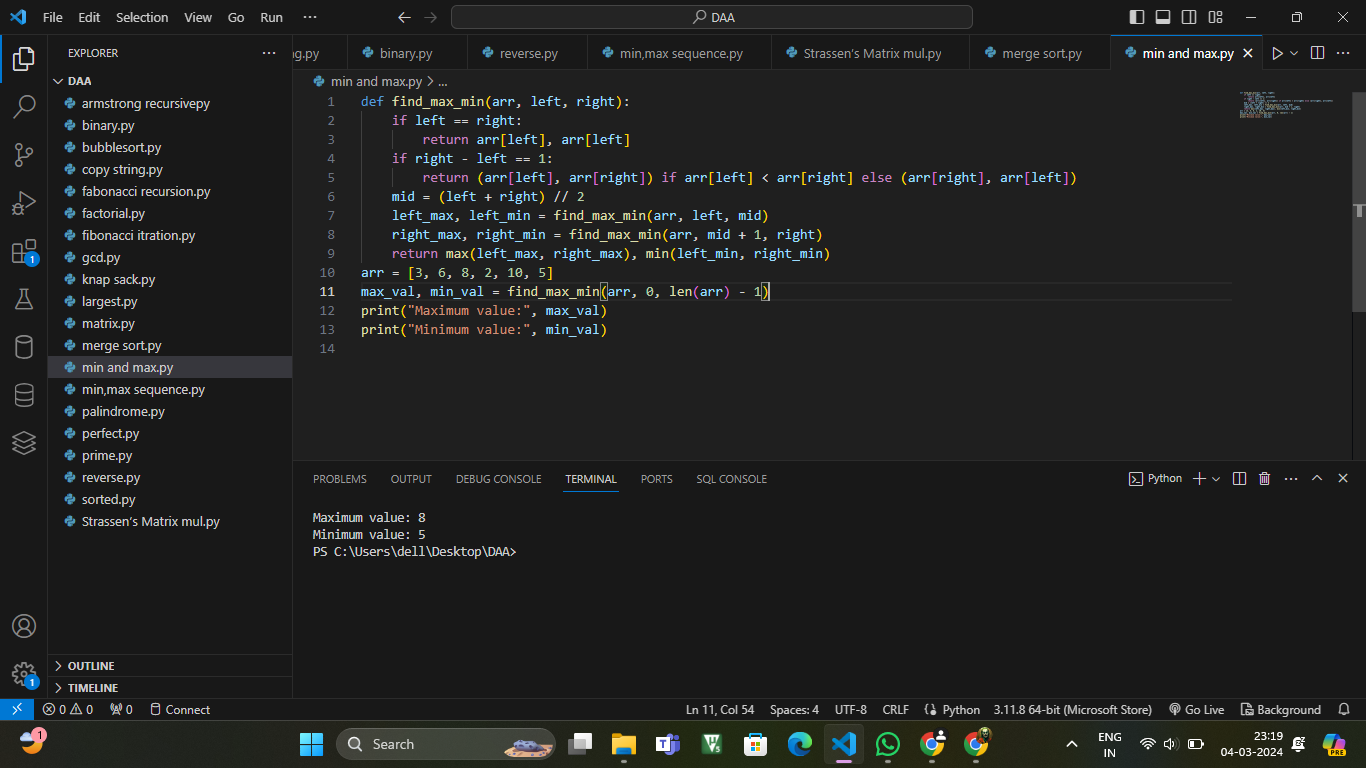 File Edit Selection View Go Run ··· DAA
EXPLORER ···
ng.py binary.py reverse.py min,max sequence.py Strassen's Matrix mul.py merge sort.py min and max.py
DAA
armstrong recursivepy
binary.py
bubblesort.py
copy string.py
fabonacci recursion.py
factorial.py
fibonacci itration.py
gcd.py
knap sack.py
largest.py
matrix.py
merge sort.py
min and max.py
min,max sequence.py
palindrome.py
perfect.py
prime.py
reverse.py
sorted.py
Strassen's Matrix mul.py
OUTLINE
TIMELINE
1
1
min and max.py > ...
1 def find_max_min(arr, left, right):
2 if left == right:
3 return arr[left], arr[left]
4 if right - left == 1:
5 return (arr[left], arr[right]) if arr[left] < arr[right] else (arr[right], arr[left])
6 mid = (left + right) // 2
7 left_max, left_min = find_max_min(arr, left, mid)
8 right_max, right_min = find_max_min(arr, mid + 1, right)
9 return max(left_max, right_max), min(left_min, right_min)
10 arr = [3, 6, 8, 2, 10, 5]
11 max_val, min_val = find_max_min(arr, 0, len(arr) - 1)
12 print("Maximum value:", max_val)
13 print("Minimum value:", min_val)
14
PROBLEMS OUTPUT DEBUG CONSOLE TERMINAL PORTS SQL CONSOLE Python
Maximum value: 8
Minimum value: 5
PS C:\Users\dell\Desktop\DAA>
0 0 0 Connect Ln 11, Col 54 Spaces: 4 UTF-8 CRLF Python 3.11.8 64-bit (Microsoft Store) Go Live Background
1 Search ENG IN 23:19 04-03-2024 PRE